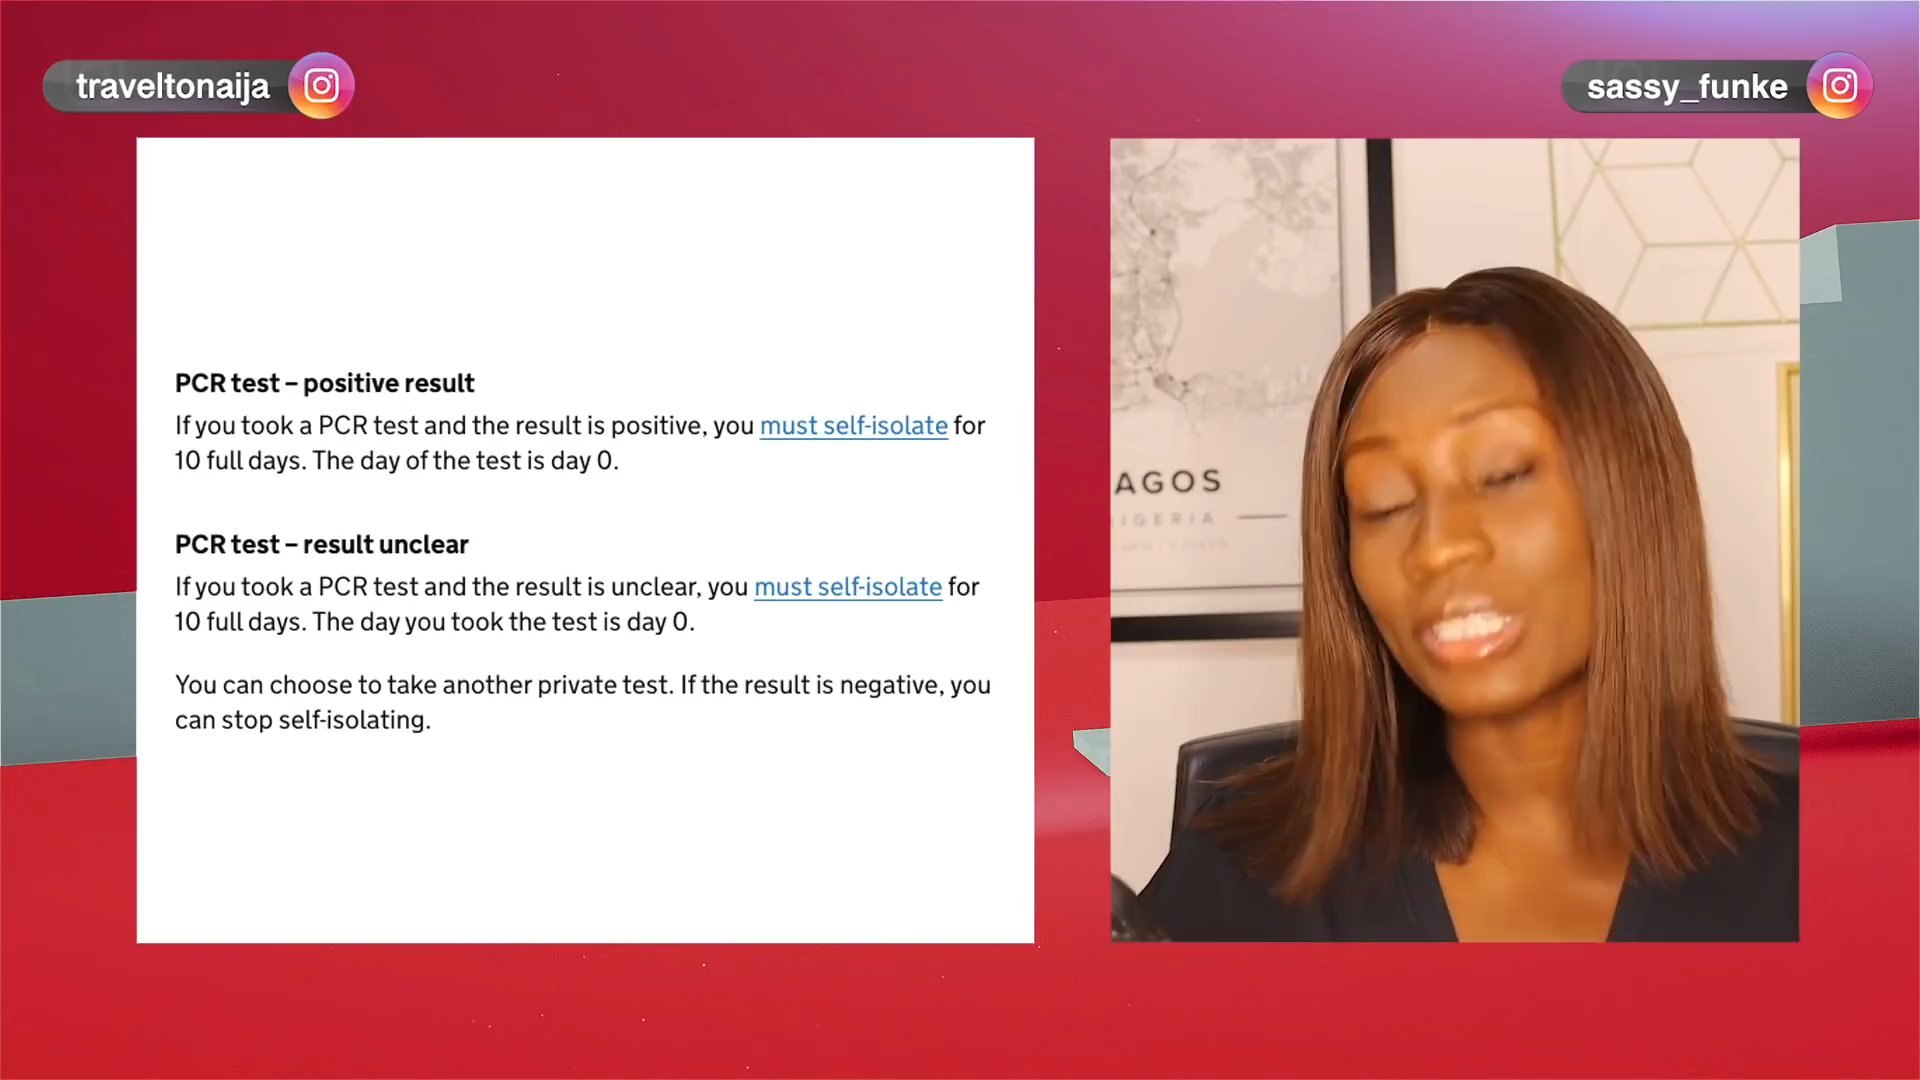 traveltonaija
sassy_funke
PCR test – positive result
If you took a PCR test and the result is positive, you must self-isolate for
10 full days. The day of the test is day 0.
PCR test – result unclear
If you took a PCR test and the result is unclear, you must self-isolate for
10 full days. The day you took the test is day 0.
You can choose to take another private test. If the result is negative, you
can stop self-isolating.
AGOS
IGERIA